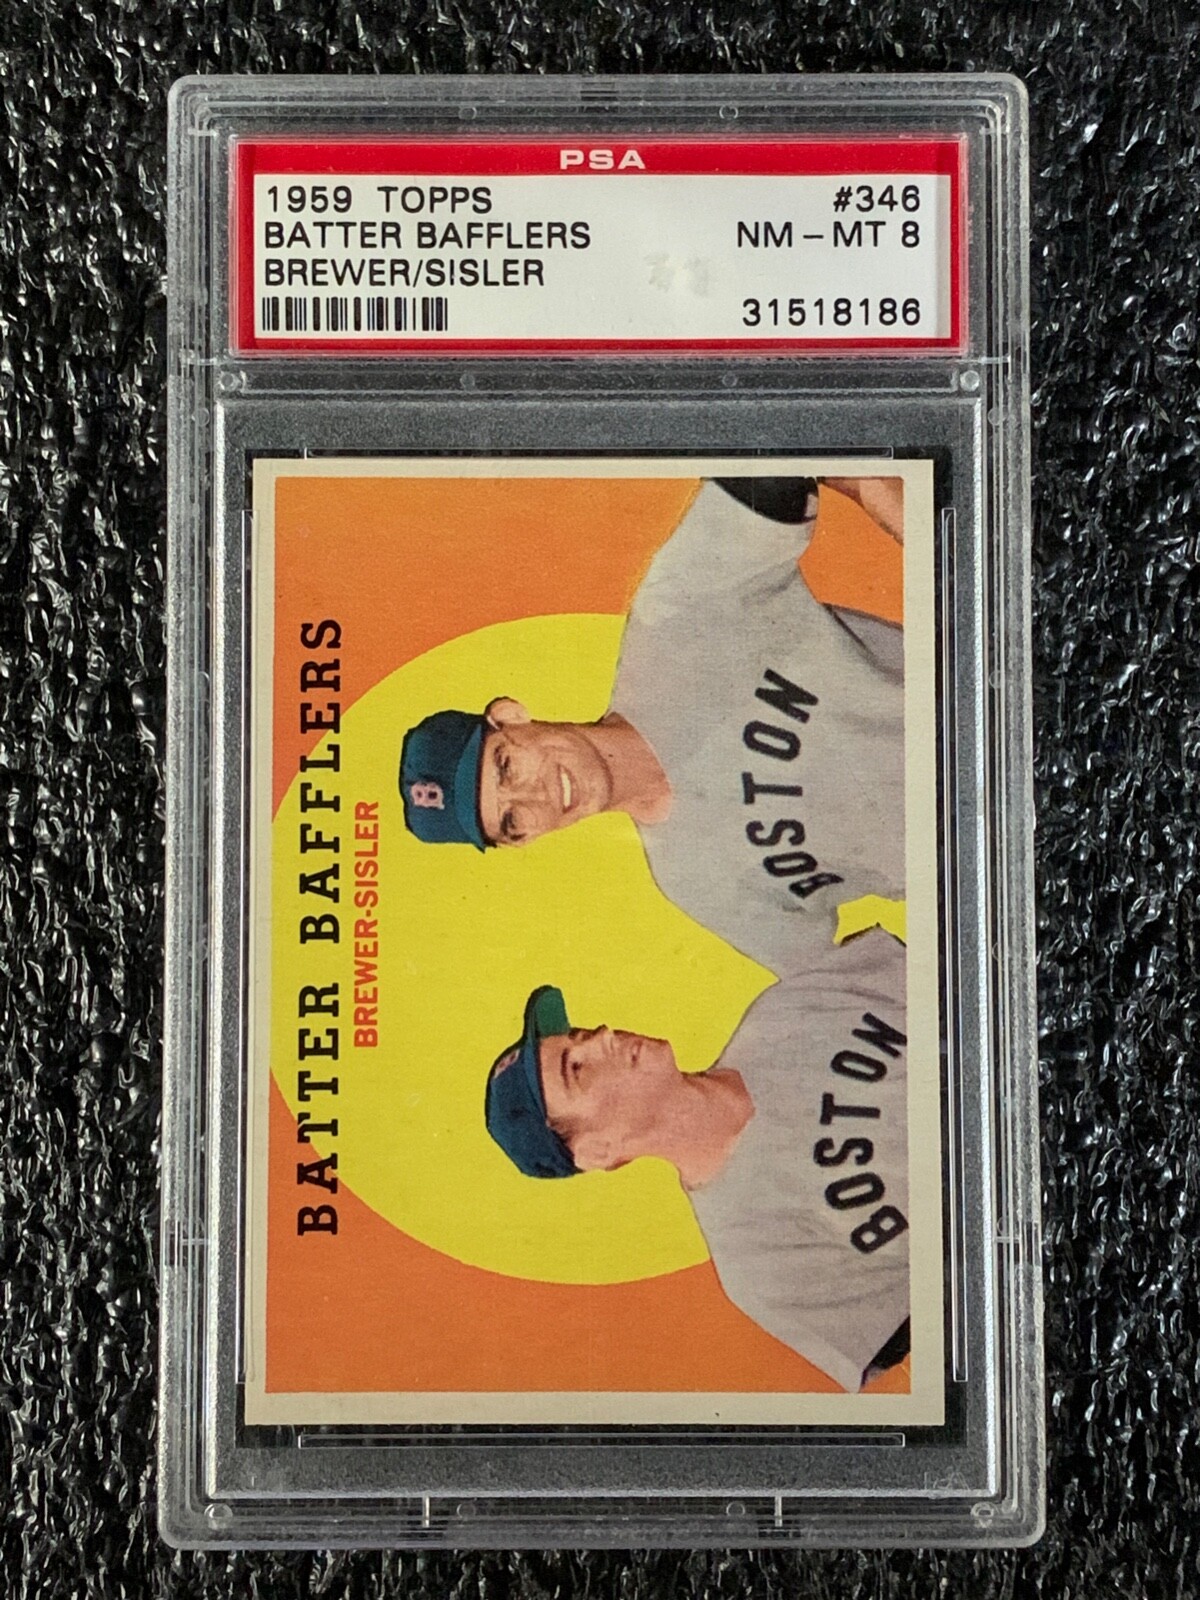 PSA
1959 TOPPS #346
BATTER BAFFLERS NM - MT 8
BREWER/SISLER
31518186
BATTER BAFFLERS
BREWER-SISLER
B
BOSTON
BOSTON